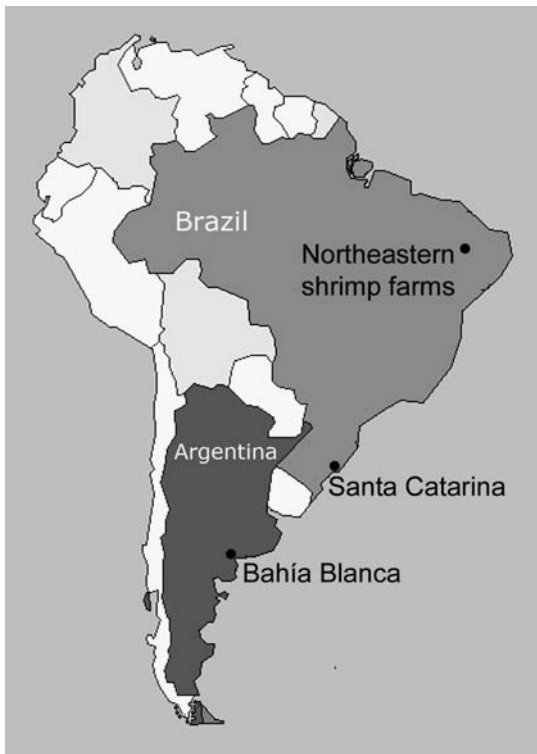 Brazil
Northeastern
shrimp farms
Argentina
Santa Catarina
Bahía Blanca